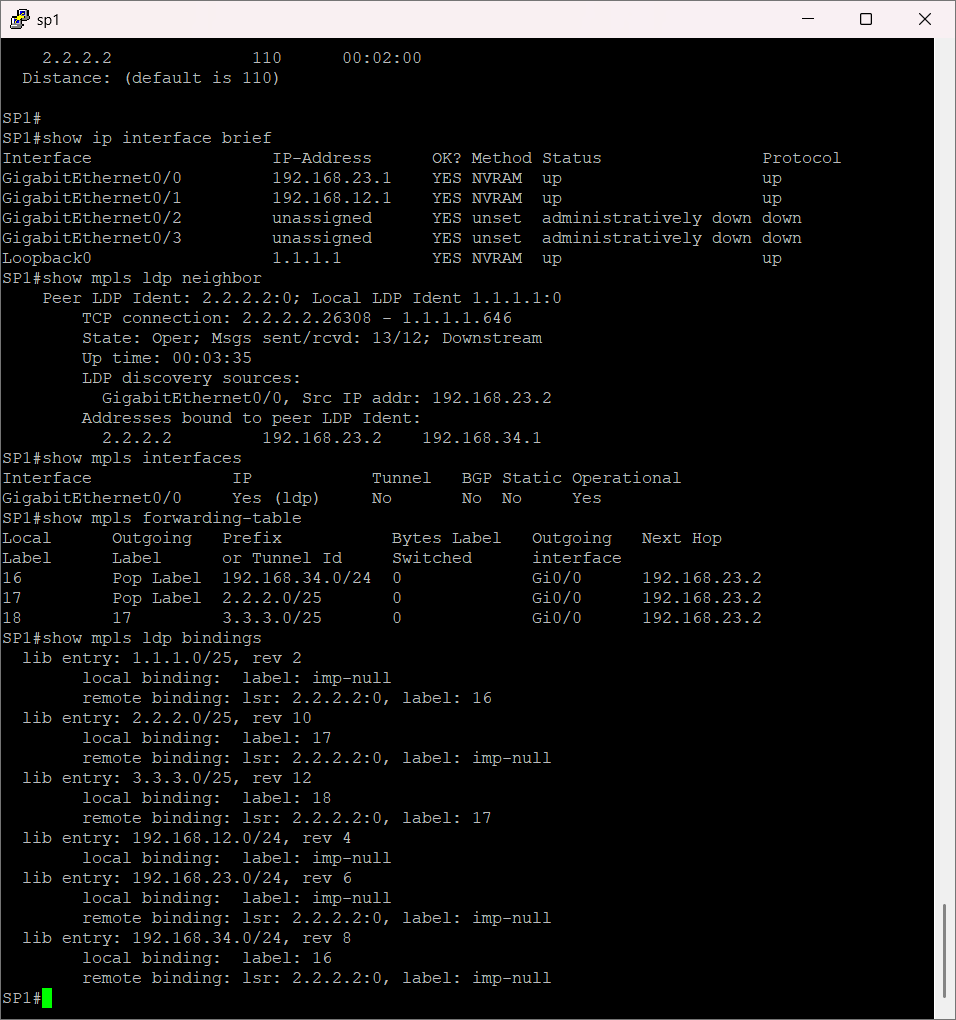 sp1
2.2.2.2 110 00:02:00
Distance: (default is 110)
SP1#
SP1#show ip interface brief
Interface IP-Address OK? Method Status Protocol
GigabitEthernet0/0 192.168.23.1 YES NVRAM up up
GigabitEthernet0/1 192.168.12.1 YES NVRAM up up
GigabitEthernet0/2 unassigned YES unset administratively down down
GigabitEthernet0/3 unassigned YES unset administratively down down
Loopback0 1.1.1.1 YES NVRAM up up
SP1#show mpls ldp neighbor
Peer LDP Ident: 2.2.2.2:0; Local LDP Ident 1.1.1.1:0
TCP connection: 2.2.2.2.26308 - 1.1.1.1.646
State: Oper; Msgs sent/rcvd: 13/12; Downstream
Up time: 00:03:35
LDP discovery sources:
GigabitEthernet0/0, Src IP addr: 192.168.23.2
Addresses bound to peer LDP Ident:
2.2.2.2 192.168.23.2 192.168.34.1
SP1#show mpls interfaces
Interface IP Tunnel BGP Static Operational
GigabitEthernet0/0 Yes (ldp) No No No Yes
SP1#show mpls forwarding-table
Local Outgoing Prefix Bytes Label Outgoing Next Hop
Label Label or Tunnel Id Switched interface
16 Pop Label 192.168.34.0/24 0 Gi0/0 192.168.23.2
17 Pop Label 2.2.2.0/25 0 Gi0/0 192.168.23.2
18 17 3.3.3.0/25 0 Gi0/0 192.168.23.2
SP1#show mpls ldp bindings
lib entry: 1.1.1.0/25, rev 2
local binding: label: imp-null
remote binding: lsr: 2.2.2.2:0, label: 16
lib entry: 2.2.2.0/25, rev 10
local binding: label: 17
remote binding: lsr: 2.2.2.2:0, label: imp-null
lib entry: 3.3.3.0/25, rev 12
local binding: label: 18
remote binding: lsr: 2.2.2.2:0, label: 17
lib entry: 192.168.12.0/24, rev 4
local binding: label: imp-null
lib entry: 192.168.23.0/24, rev 6
local binding: label: imp-null
remote binding: lsr: 2.2.2.2:0, label: imp-null
lib entry: 192.168.34.0/24, rev 8
local binding: label: 16
remote binding: lsr: 2.2.2.2:0, label: imp-null
SP1#